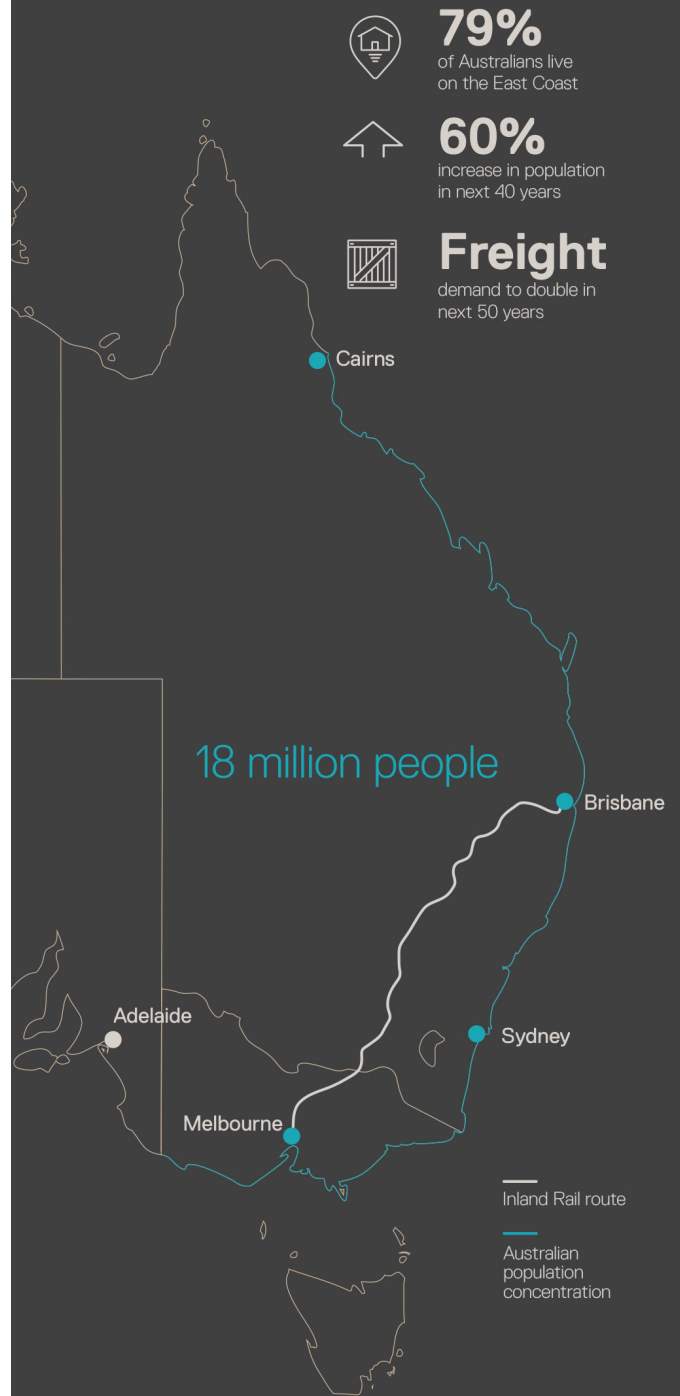 79%
of Australians live
on the East Coast
60%
increase in population
in next 40 years
Freight
demand to double in
next 50 years
Cairns
18 million people
Brisbane
Adelaide
Sydney
Melbourne
Inland Rail route
Australian
population
concentration